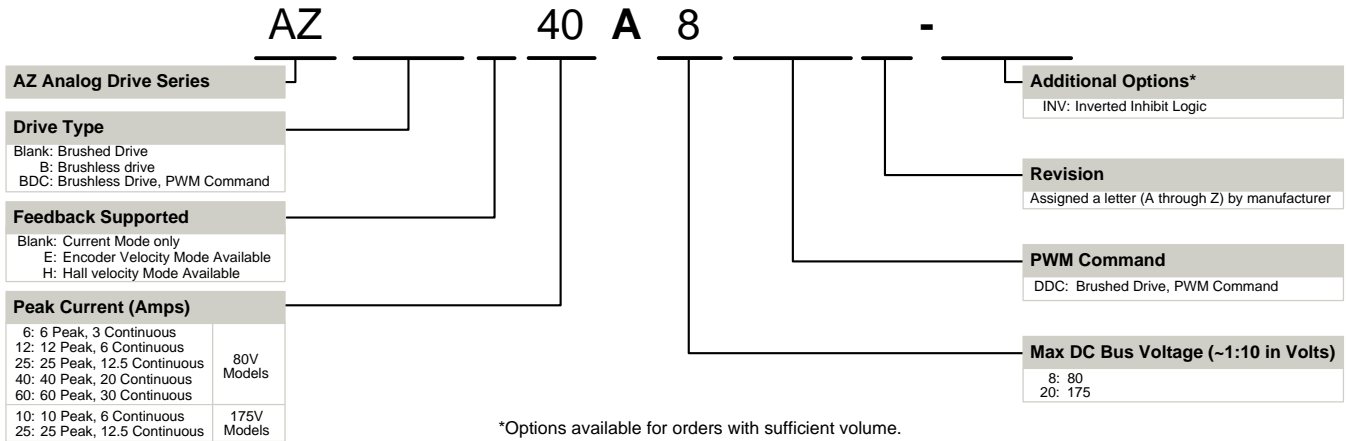 AZ 40 A 8 -
AZ Analog Drive Series
Drive Type
Blank: Brushed Drive
B: Brushless drive
BDC: Brushless Drive, PWM Command
Feedback Supported
Blank: Current Mode only
E: Encoder Velocity Mode Available
H: Hall velocity Mode Available
Peak Current (Amps)
6: 6 Peak, 3 Continuous
12: 12 Peak, 6 Continuous
25: 25 Peak, 12.5 Continuous
40: 40 Peak, 20 Continuous
60: 60 Peak, 30 Continuous
80V
Models
10: 10 Peak, 6 Continuous
25: 25 Peak, 12.5 Continuous
175V
Models
Additional Options*
INV: Inverted Inhibit Logic
Revision
Assigned a letter (A through Z) by manufacturer
PWM Command
DDC: Brushed Drive, PWM Command
Max DC Bus Voltage (~1:10 in Volts)
8: 80
20: 175
*Options available for orders with sufficient volume.